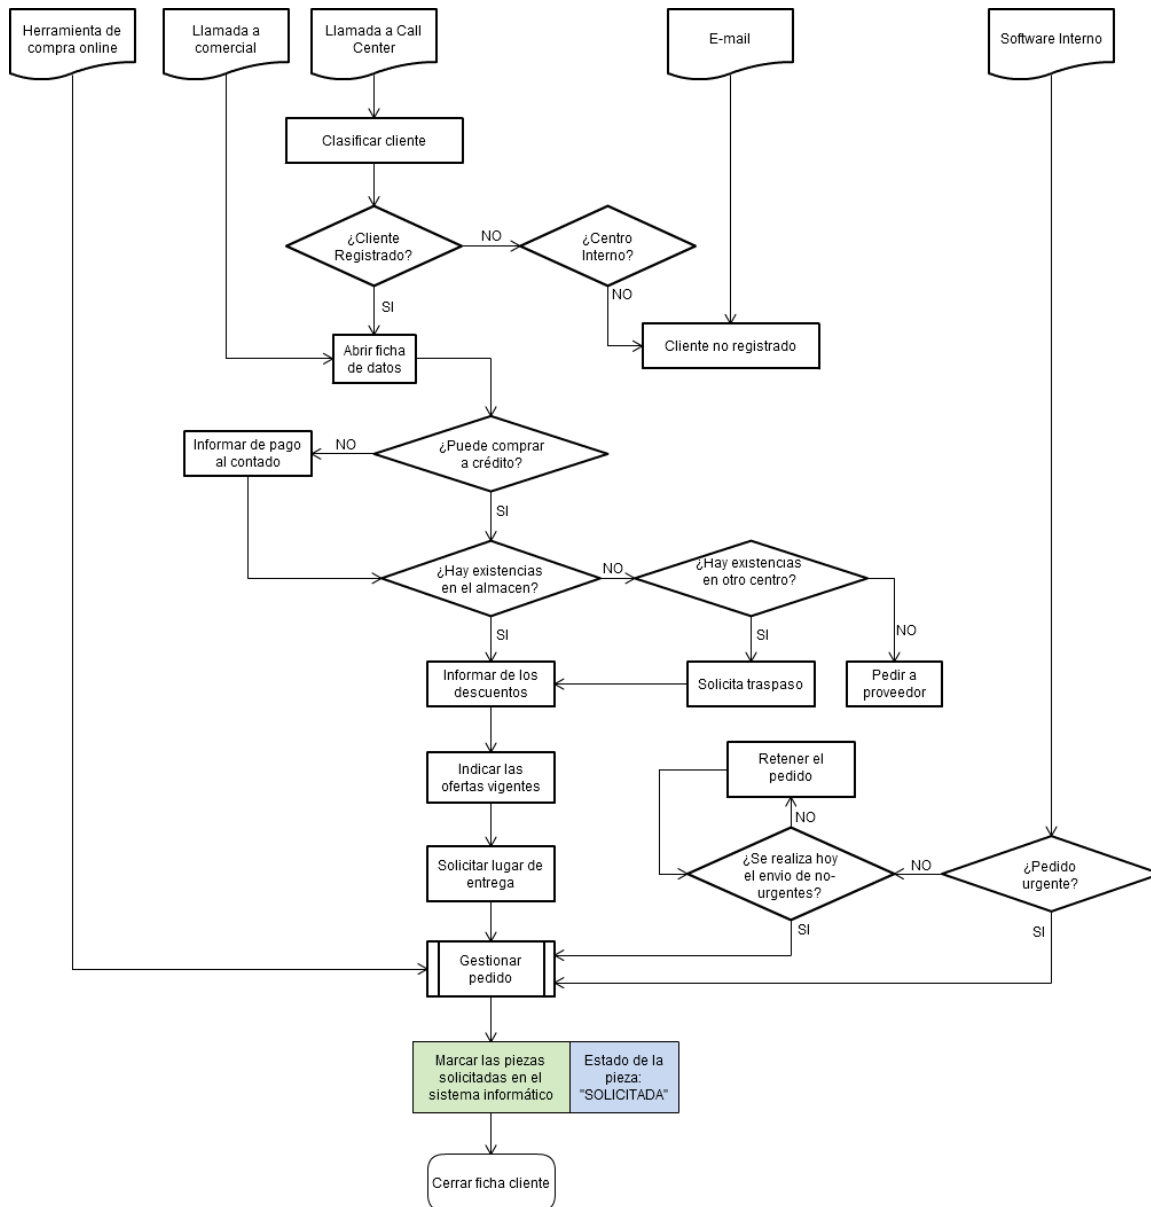 Herramienta de
compra online
Llamada a
comercial
Llamada a Call
Center
E-mail
Software Interno
Clasificar cliente
¿Cliente
Registrado?
NO
¿Centro
Interno?
SI
NO
Abrir ficha
de datos
Cliente no registrado
Informar de pago
al contado
NO
¿Puede comprar
a crédito?
SI
¿Hay existencias
en el almacen?
NO
¿Hay existencias
en otro centro?
SI
SI
NO
Informar de los
descuentos
Solicita traspaso
Pedir a
proveedor
Indicar las
ofertas vigentes
Retener el
pedido
NO
Solicitar lugar de
entrega
¿Se realiza hoy
el envio de no-
urgentes?
NO
¿Pedido
urgente?
SI
SI
Gestionar
pedido
Marcar las piezas
solicitadas en el
sistema informático
Estado de la
pieza:
"SOLICITADA"
Cerrar ficha cliente